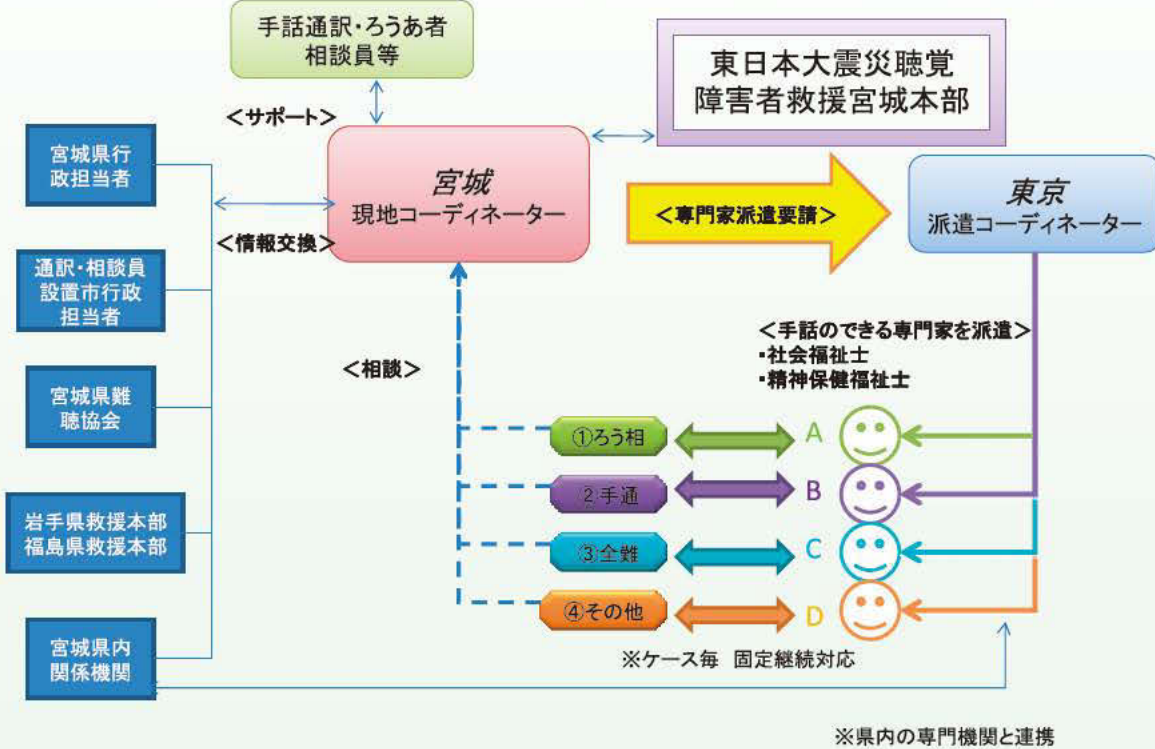 手話通訳・ろうあ者
相談員等
東日本大震災聴覚
障害者救援宮城本部
＜サポート＞
宮城県行
政担当者
宮城
現地コーディネーター
＜専門家派遣要請＞
東京
派遣コーディネーター
＜情報交換＞
通訳・相談員
設置市行政
担当者
＜手話のできる専門家を派遣＞
・社会福祉士
・精神保健福祉士
＜相談＞
宮城県難
聴協会
①ろう相
A
②手通
B
岩手県救援本部
福島県救援本部
③全難
C
④その他
D
宮城県内
関係機関
※ケース毎 固定継続対応
※県内の専門機関と連携